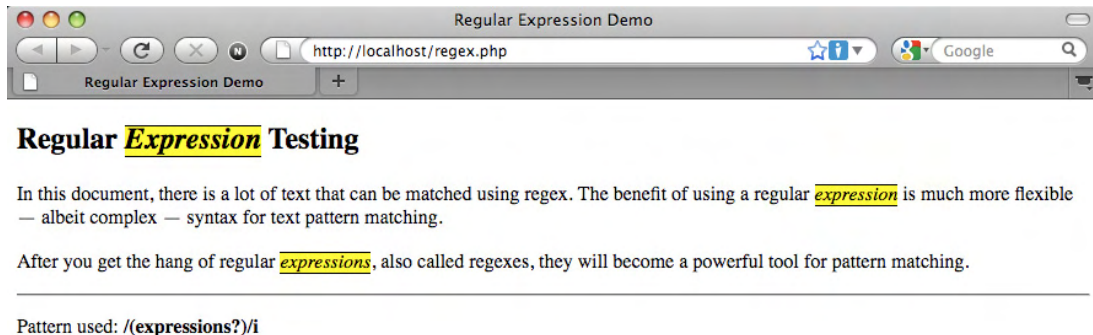 Regular Expression Demo
http://localhost/regex.php
Google
Regular Expression Demo
Regular Expression Testing
In this document, there is a lot of text that can be matched using regex. The benefit of using a regular expression is much more flexible
— albeit complex — syntax for text pattern matching.
After you get the hang of regular expressions, also called regexes, they will become a powerful tool for pattern matching.
Pattern used: /(expressions?)/i